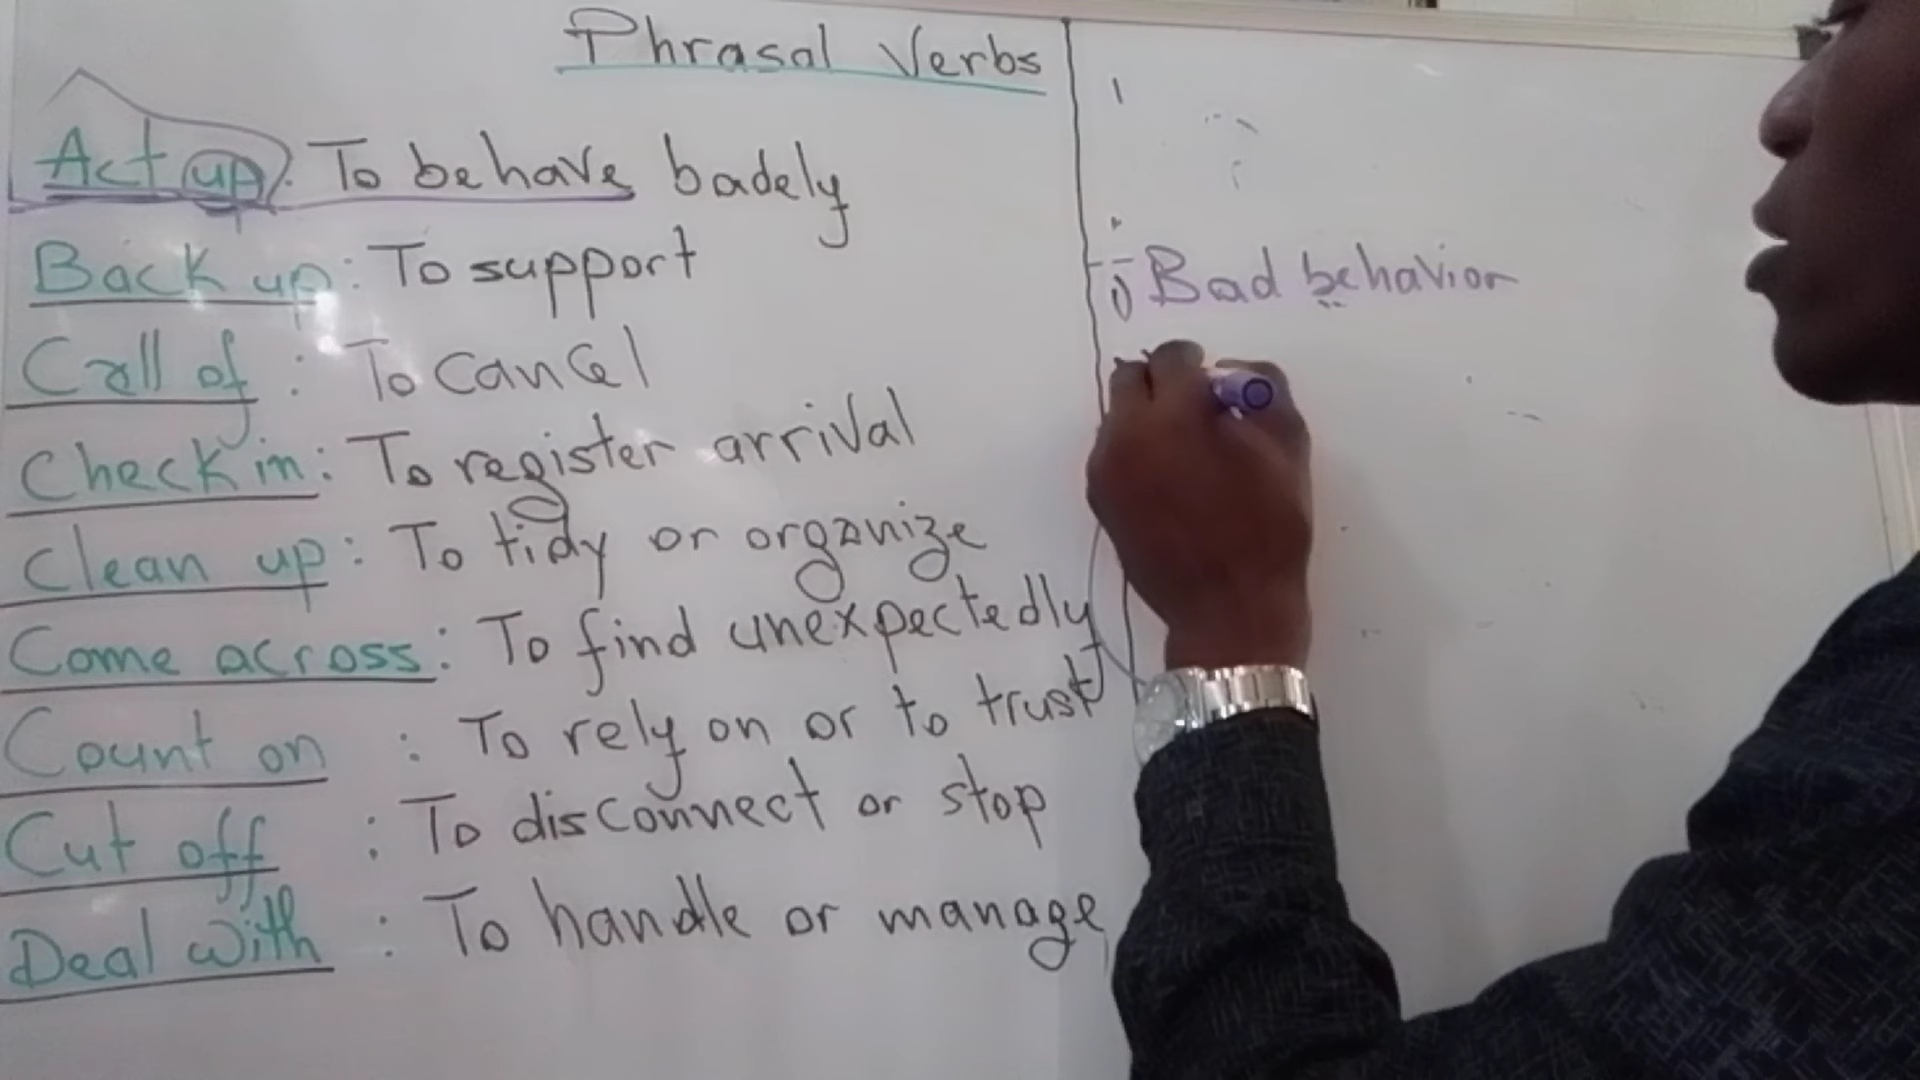 Phrasal Verbs
Act up: To behave badely
Back up: To support
Call of: To Cancel
Check in: To register arrival
Clean up: To tidy or organize
Come across: To find unexpectedly
Count on: To rely on or to trust
Cut off: To disconnect or stop
Deal with: To handle or manage
Bad behavior